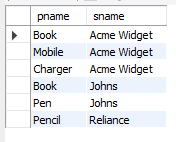 pname sname
Book Acme Widget
Mobile Acme Widget
Charger Acme Widget
Book Johns
Pen Johns
Pencil Reliance